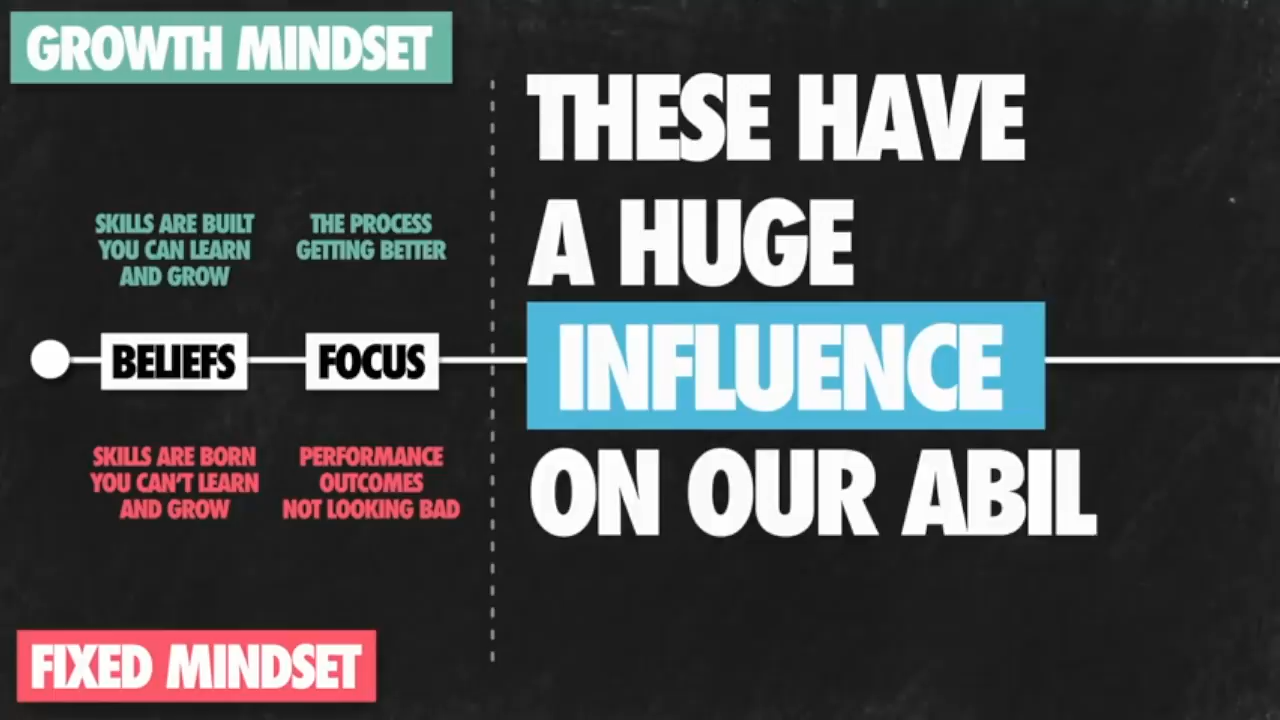 GROWTH MINDSET
SKILLS ARE BUILT
YOU CAN LEARN
AND GROW
THE PROCESS
GETTING BETTER
BELIEFS
FOCUS
SKILLS ARE BORN
YOU CAN'T LEARN
AND GROW
PERFORMANCE
OUTCOMES
NOT LOOKING BAD
FIXED MINDSET
THESE HAVE
A HUGE
INFLUENCE
ON OUR ABIL